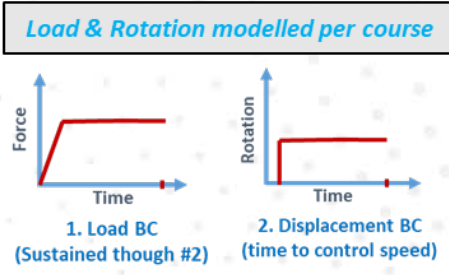 Load & Rotation modelled per course
Force
Time
1. Load BC
(Sustained though #2)
Rotation
Time
2. Displacement BC
(time to control speed)